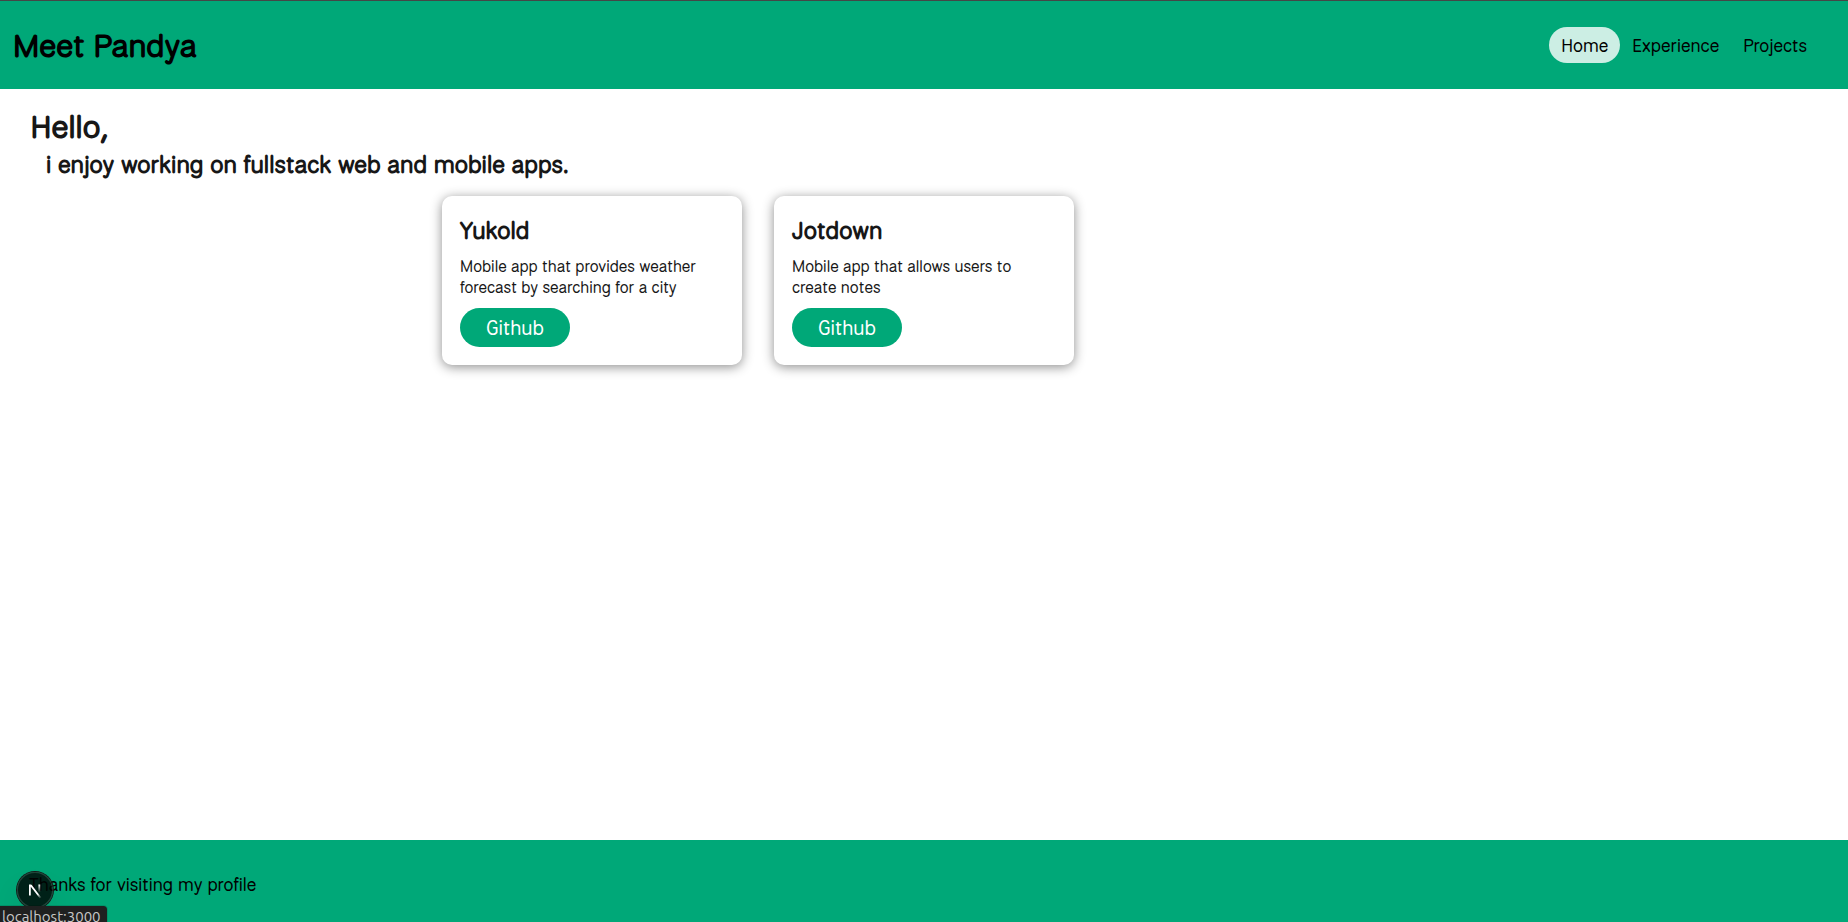 Meet Pandya
Home Experience Projects
Hello,
i enjoy working on fullstack web and mobile apps.
Yukold
Mobile app that provides weather
forecast by searching for a city
Github
Jotdown
Mobile app that allows users to
create notes
Github
Thanks for visiting my profile
N
localhost:3000